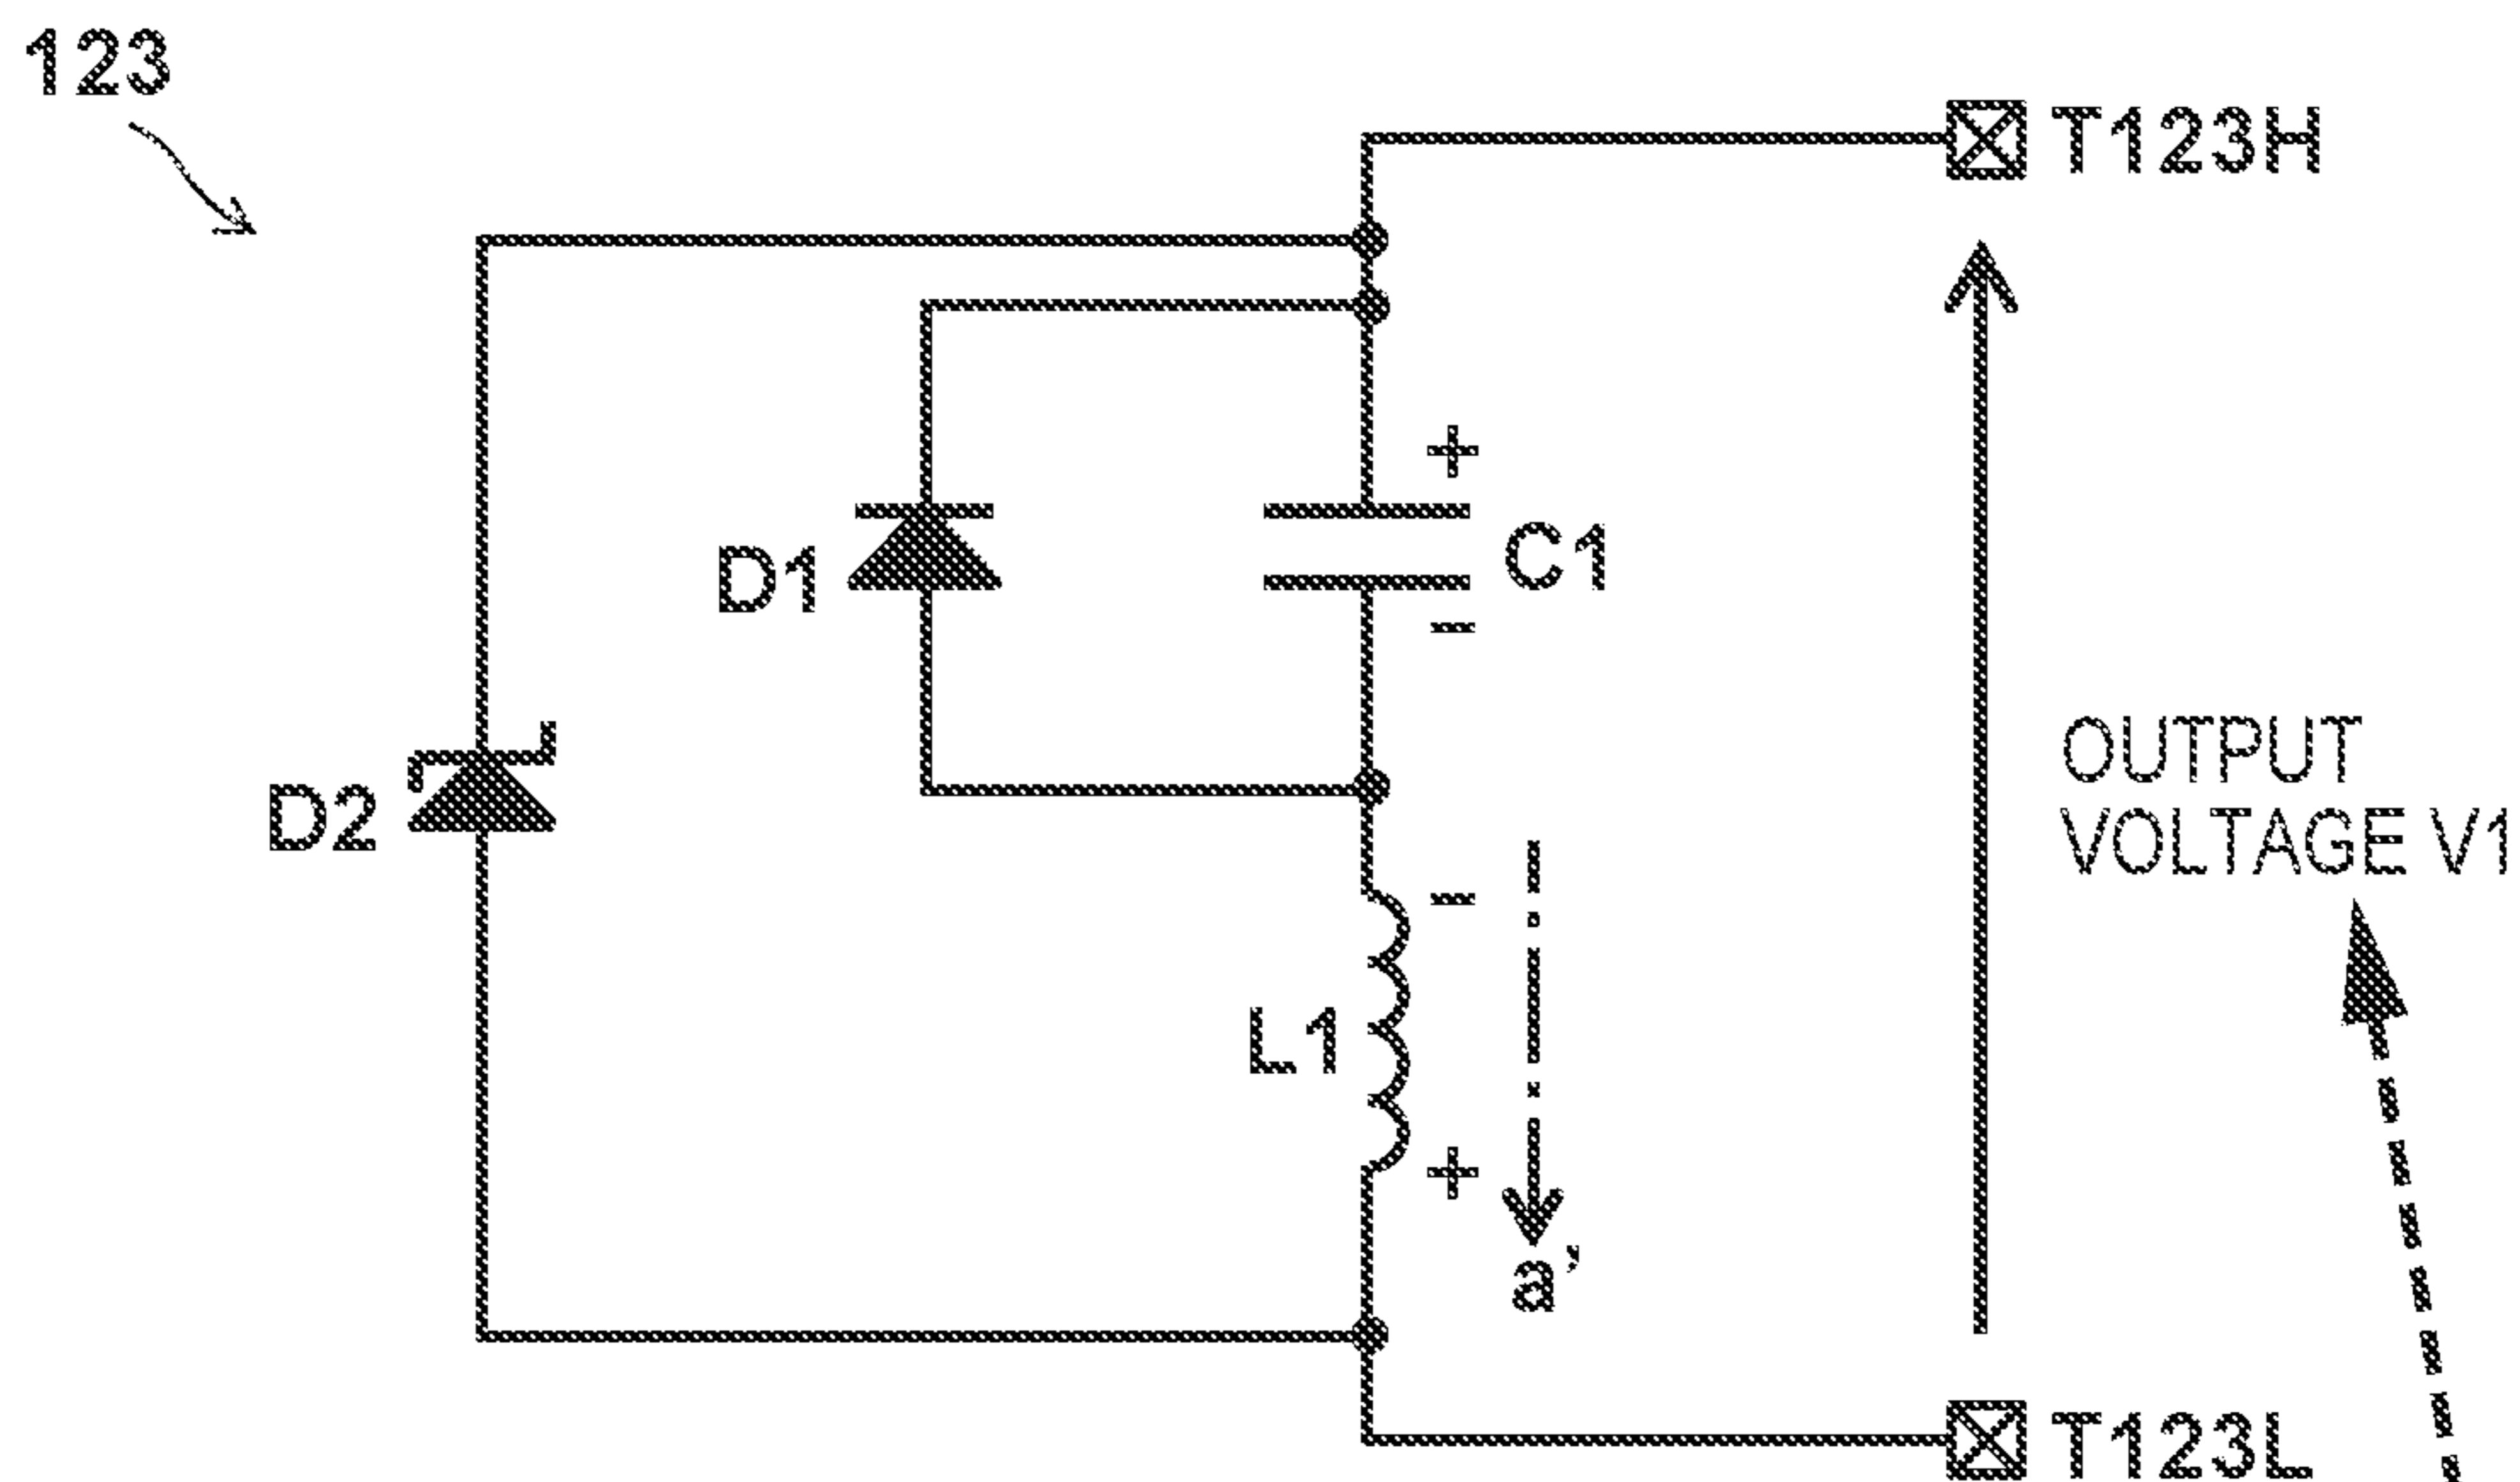 123
T123H
+
D1
C1
-
OUTPUT
VOLTAGE V1
D2
-
L1
+
a’
T123L